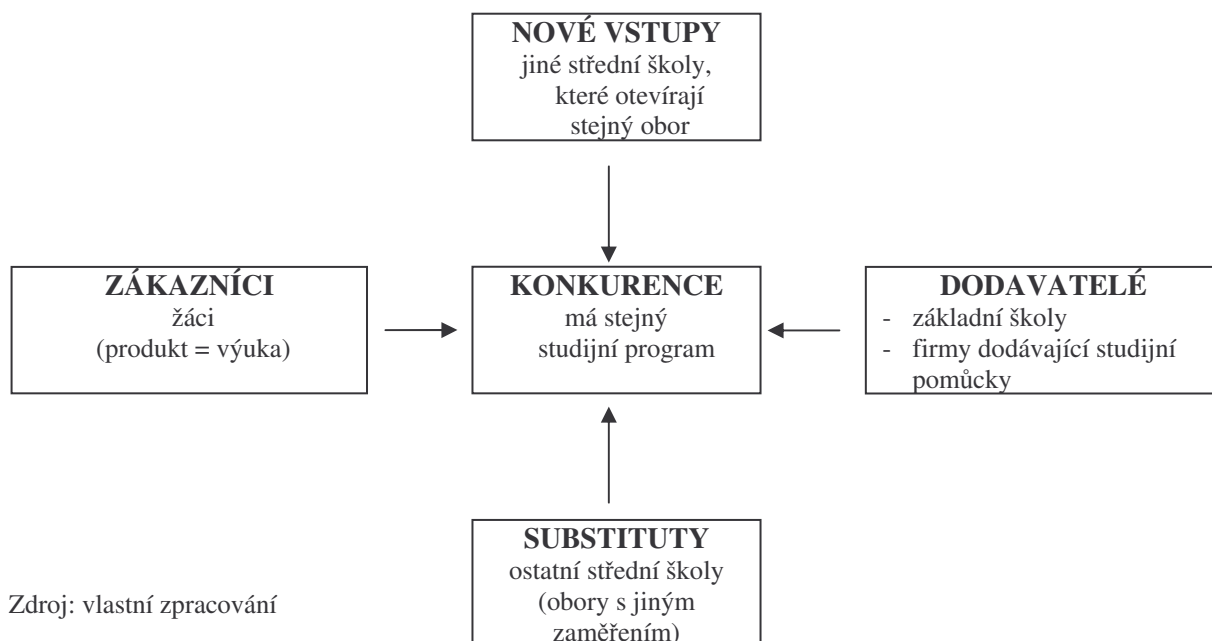 NOVÉ VSTUPY
jiné střední školy,
které otevírají
stejný obor
ZÁKAZNÍCI
žáci
(produkt = výuka)
KONKURENCE
má stejný
studijní program
DODAVATELÉ
- základní školy
- firmy dodávající studijní
pomůcky
SUBSTITUTY
ostatní střední školy
(obory s jiným
zaměřením)
Zdroj: vlastní zpracování